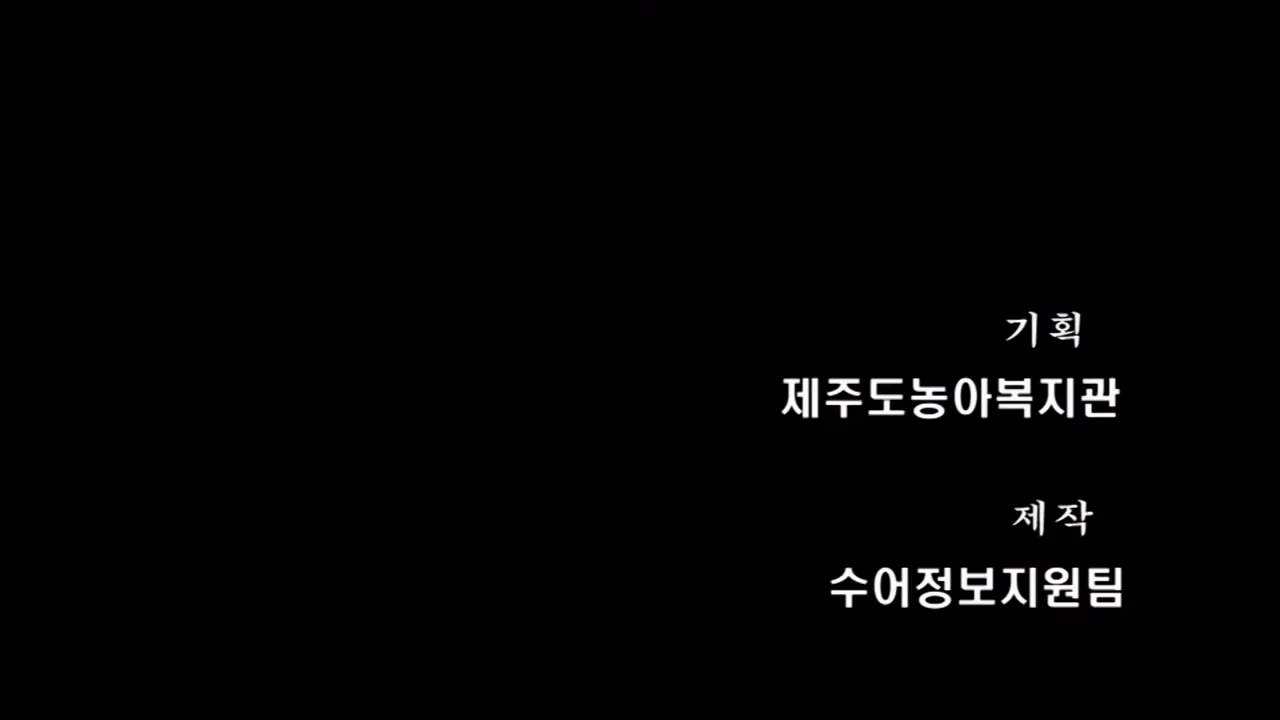 기획
제주도농아복지관
제작
수어정보지원팀